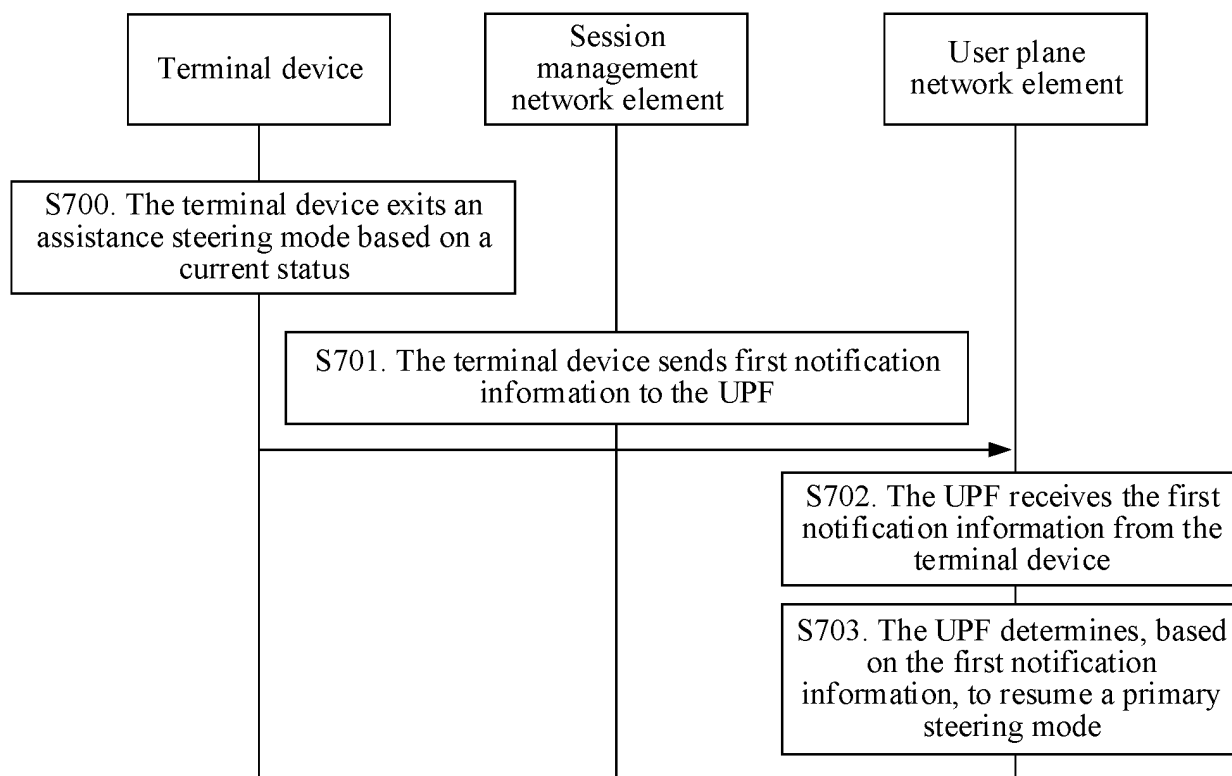 Terminal device
Session
management
network element
User plane
network element
S700. The terminal device exits an
assistance steering mode based on a
current status
S701. The terminal device sends first notification
information to the UPF
S702. The UPF receives the first
notification information from the
terminal device
S703. The UPF determines, based
on the first notification
information, to resume a primary
steering mode